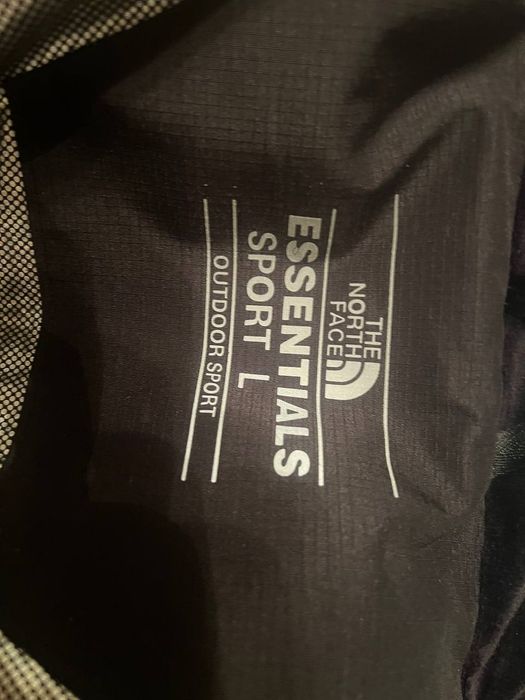 THE
NORTH
FACE
ESSENTIALS
SPORT L
OUTDOOR SPORT